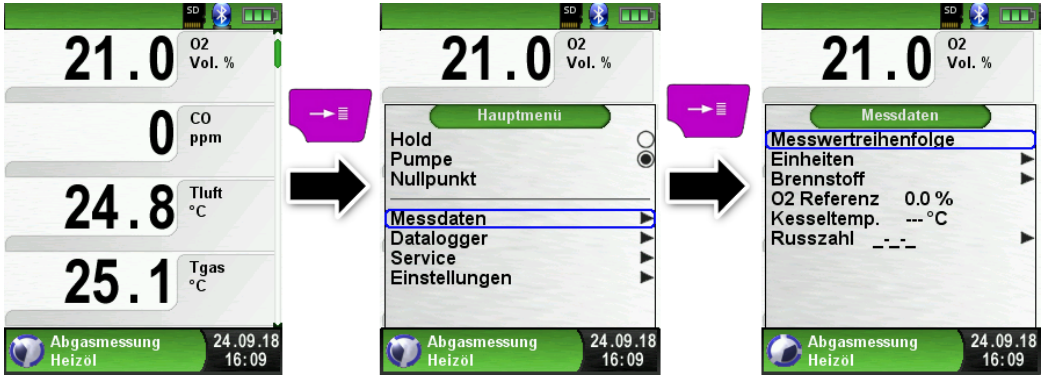 SD
21.0 O2
Vol. %
0 CO
ppm
24.8 Tluft
°C
25.1 Tgas
°C
Abgasmessung 24.09.18
Heizöl 16:09
SD
21.0 O2
Vol. %
Hauptmenü
Hold
Pumpe
Nullpunkt
Messdaten
Datalogger
Service
Einstellungen
Abgasmessung 24.09.18
Heizöl 16:09
SD
21.0 O2
Vol. %
Messdaten
Messwertreihenfolge
Einheiten
Brennstoff
O2 Referenz 0.0 %
Kesseltemp. --- °C
Russzahl _-_-_
Abgasmessung 24.09.18
Heizöl 16:09